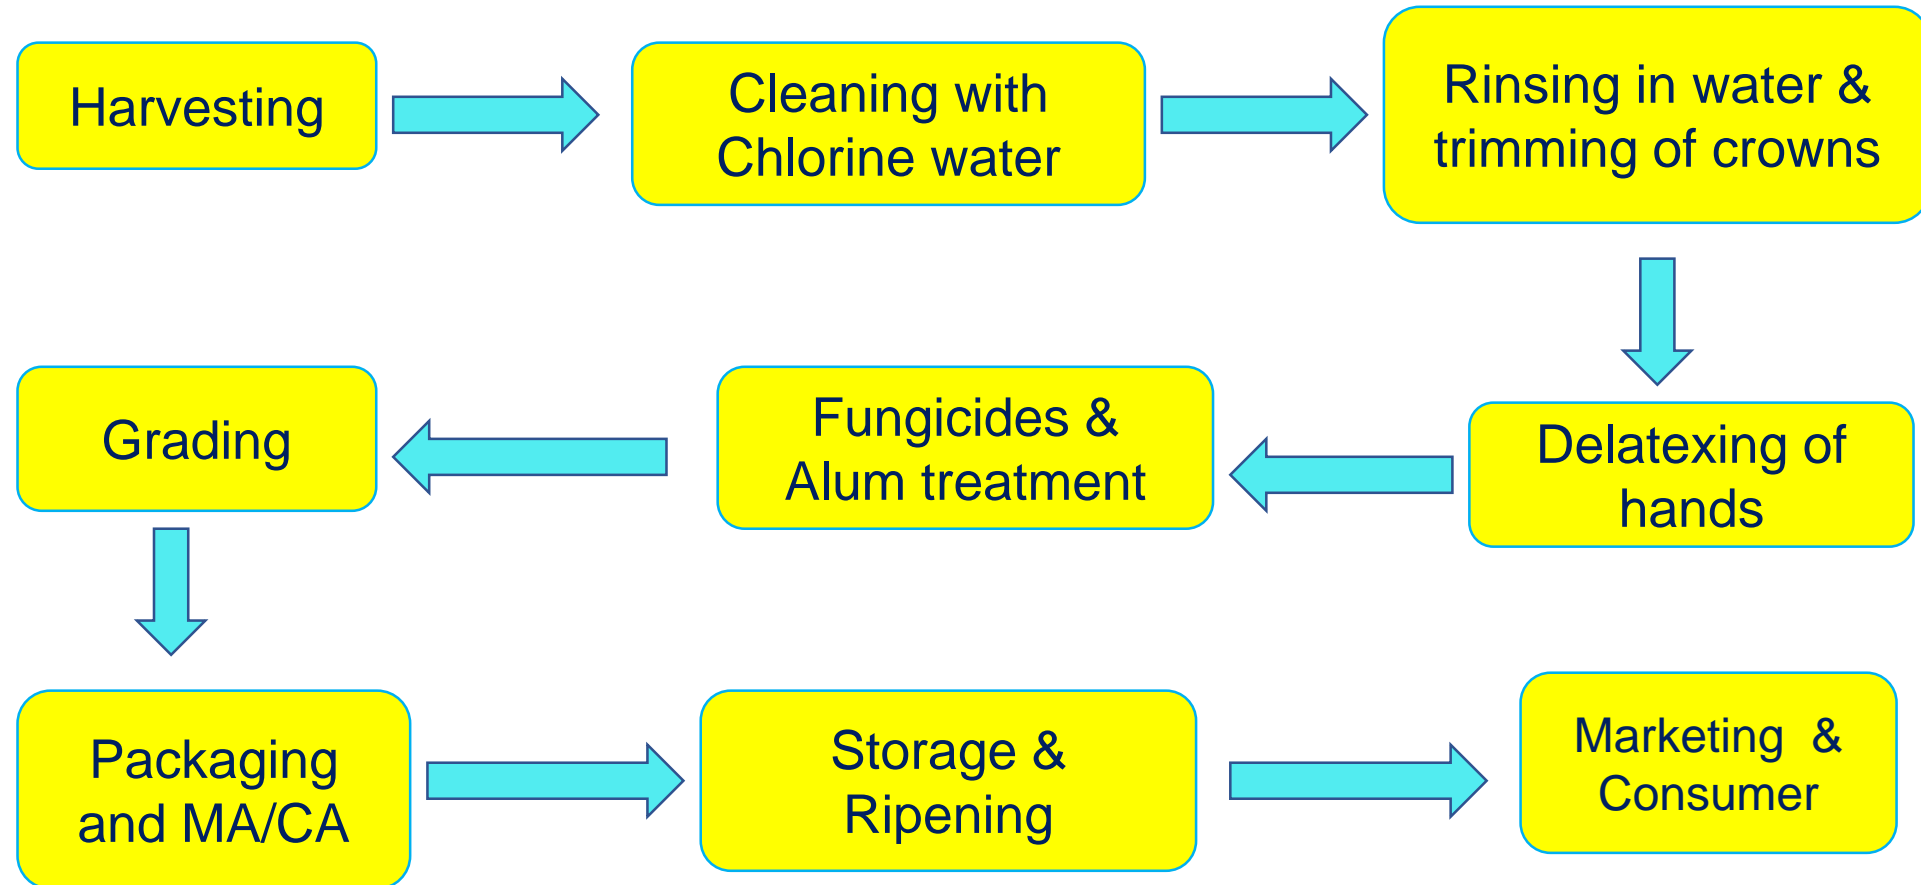 Harvesting
Cleaning with
Chlorine water
Rinsing in water &
trimming of crowns
Delatexing of
hands
Fungicides &
Alum treatment
Grading
Packaging
and MA/CA
Storage &
Ripening
Marketing &
Consumer